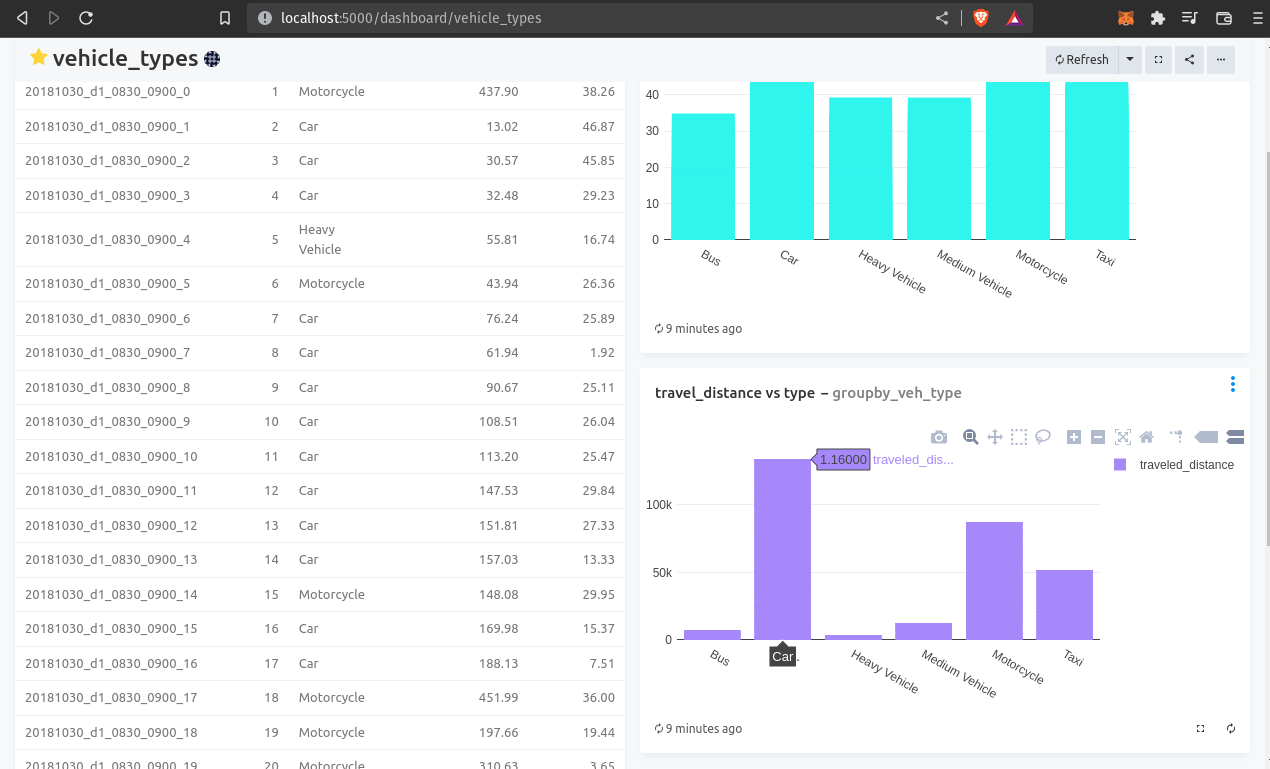 localhost:5000/dashboard/vehicle_types
vehicle_types
Refresh
20181030_d1_0830_0900_0 1 Motorcycle 437.90 38.26
20181030_d1_0830_0900_1 2 Car 13.02 46.87
20181030_d1_0830_0900_2 3 Car 30.57 45.85
20181030_d1_0830_0900_3 4 Car 32.48 29.23
20181030_d1_0830_0900_4 5 Heavy Vehicle 55.81 16.74
20181030_d1_0830_0900_5 6 Motorcycle 43.94 26.36
20181030_d1_0830_0900_6 7 Car 76.24 25.89
20181030_d1_0830_0900_7 8 Car 61.94 1.92
20181030_d1_0830_0900_8 9 Car 90.67 25.11
20181030_d1_0830_0900_9 10 Car 108.51 26.04
20181030_d1_0830_0900_10 11 Car 113.20 25.47
20181030_d1_0830_0900_11 12 Car 147.53 29.84
20181030_d1_0830_0900_12 13 Car 151.81 27.33
20181030_d1_0830_0900_13 14 Car 157.03 13.33
20181030_d1_0830_0900_14 15 Motorcycle 148.08 29.95
20181030_d1_0830_0900_15 16 Car 169.98 15.37
20181030_d1_0830_0900_16 17 Car 188.13 7.51
20181030_d1_0830_0900_17 18 Motorcycle 451.99 36.00
20181030_d1_0830_0900_18 19 Motorcycle 197.66 19.44
20181030_d1_0830_0900_19 20 Motorcycle 310.63 3.65
40
30
20
10
0
Bus Car Heavy Vehicle Medium Vehicle Motorcycle Taxi
9 minutes ago
travel_distance vs type – groupby_veh_type
1.16000 traveled_dis...
traveled_distance
100k
50k
0
Bus Car Heavy Vehicle Medium Vehicle Motorcycle Taxi
9 minutes ago